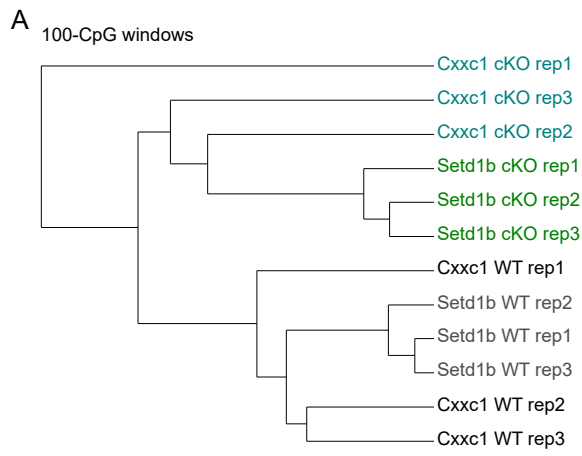 A
100-CpG windows
Cxxc1 cKO rep1
Cxxc1 cKO rep3
Cxxc1 cKO rep2
Setd1b cKO rep1
Setd1b cKO rep2
Setd1b cKO rep3
Cxxc1 WT rep1
Setd1b WT rep2
Setd1b WT rep1
Setd1b WT rep3
Cxxc1 WT rep2
Cxxc1 WT rep3